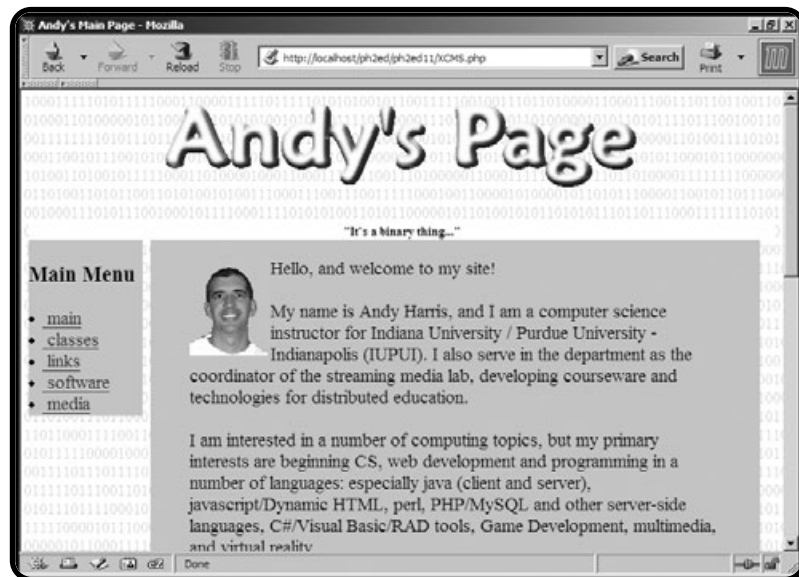 Andy's Main Page - Mozilla
Back Forward Reload Stop http://localhost/ph2ed/ph2ed11/XCMS.php Search Print
Andy's Page
"It's a binary thing..."
Main Menu
main
classes
links
software
media
Hello, and welcome to my site!
My name is Andy Harris, and I am a computer science
instructor for Indiana University / Purdue University -
Indianapolis (IUPUI). I also serve in the department as the
coordinator of the streaming media lab, developing courseware and
technologies for distributed education.
I am interested in a number of computing topics, but my primary
interests are beginning CS, web development and programming in a
number of languages: especially java (client and server),
javascript/Dynamic HTML, perl, PHP/MySQL and other server-side
languages, C#/Visual Basic/RAD tools, Game Development, multimedia,
and virtual reality
Done